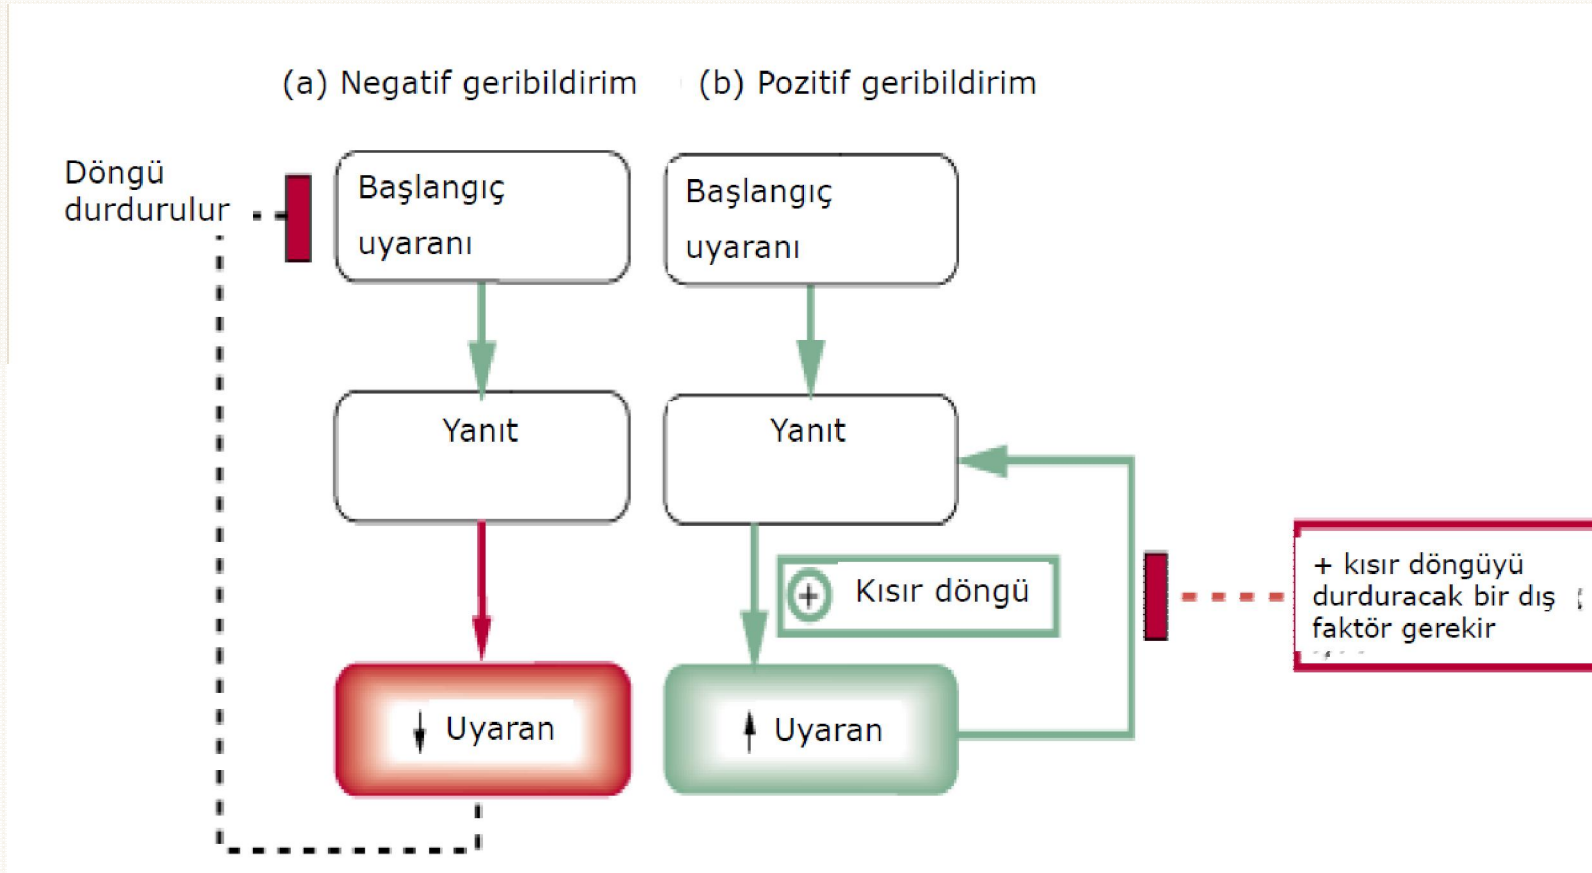 (a) Negatif geribildirim
(b) Pozitif geribildirim
Döngü
durdurulur
Başlangıç
uyaranı
Başlangıç
uyaranı
Yanıt
Yanıt
+ Kısır döngü
+ kısır döngüyü
durduracak bir dış
faktör gerekir
↓ Uyaran
↑ Uyaran